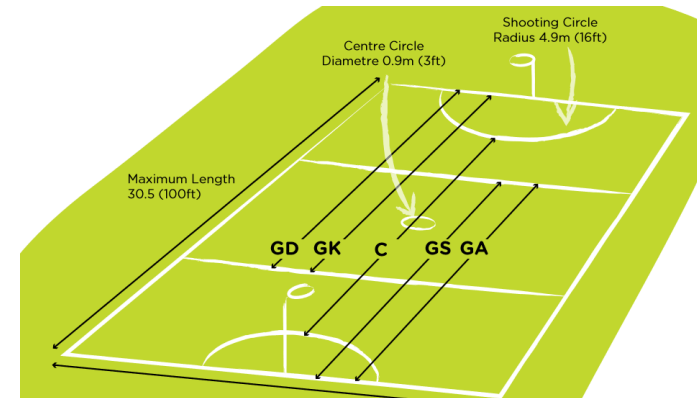 Shooting Circle
Radius 4.9m (16ft)
Centre Circle
Diametre 0.9m (3ft)
Maximum Length
30.5 (100ft)
GD GK C GS GA